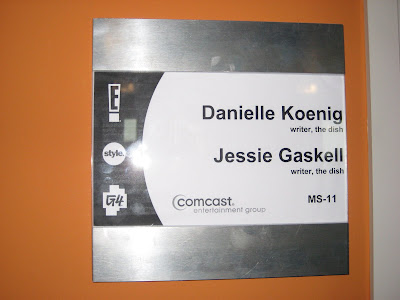 E!
Danielle Koenig
writer, the dish
style.
Jessie Gaskell
writer, the dish
G4
comcast®
entertainment group
MS-11